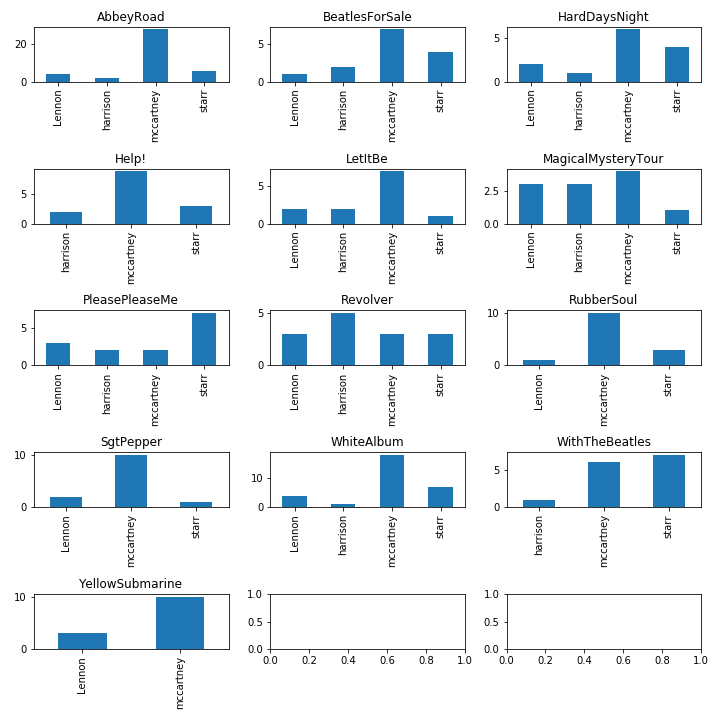 AbbeyRoad
20
0
Lennon
harrison
mccartney
starr
BeatlesForSale
5
0
Lennon
harrison
mccartney
starr
HardDaysNight
5
0
Lennon
harrison
mccartney
starr
Help!
5
0
harrison
mccartney
starr
LetItBe
5
0
Lennon
harrison
mccartney
starr
MagicalMysteryTour
2.5
0.0
Lennon
harrison
mccartney
starr
PleasePleaseMe
5
0
Lennon
harrison
mccartney
starr
Revolver
5
0
Lennon
harrison
mccartney
starr
RubberSoul
10
0
Lennon
mccartney
starr
SgtPepper
10
0
Lennon
mccartney
starr
WhiteAlbum
10
0
Lennon
harrison
mccartney
starr
WithTheBeatles
5
0
harrison
mccartney
starr
YellowSubmarine
10
0
Lennon
mccartney
1.0
0.5
0.0
0.0 0.2 0.4 0.6 0.8 1.0
1.0
0.5
0.0
0.0 0.2 0.4 0.6 0.8 1.0